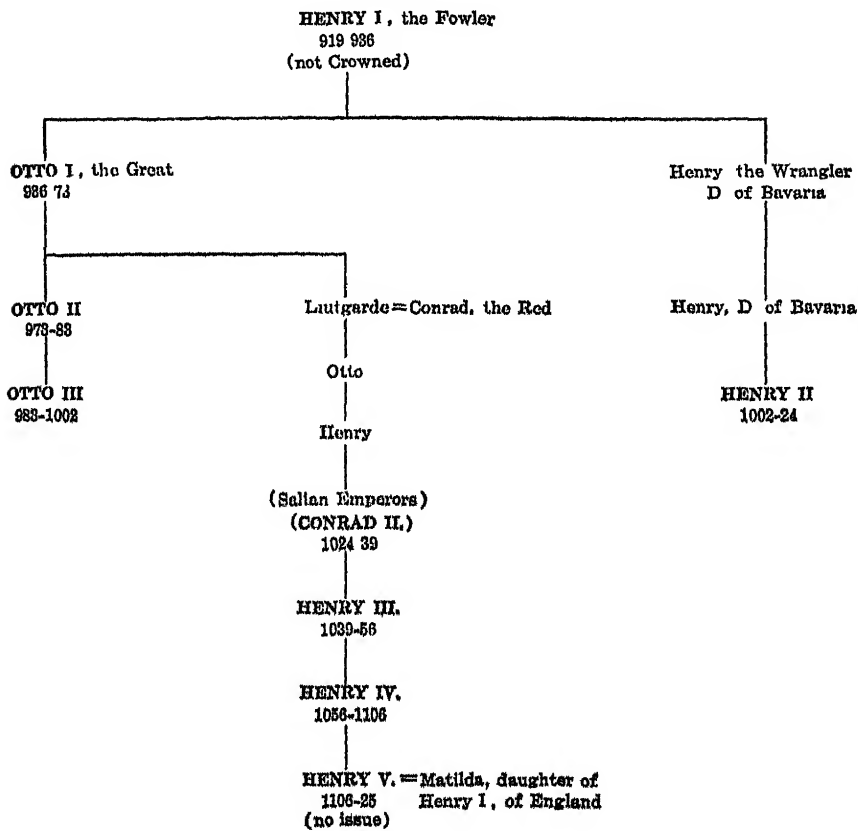 HENRY I, the Fowler
919 936
(not Crowned)
OTTO I, the Great
936 73
Henry the Wrangler
D of Bavaria
OTTO II
973-83
Liutgarde=Conrad, the Red
Henry, D of Bavaria
Otto
OTTO III
983-1002
HENRY II
1002-24
Henry
(Salian Emperors)
(CONRAD II.)
1024 39
HENRY III.
1039-56
HENRY IV.
1056-1106
HENRY V.=Matilda, daughter of
1106-25 Henry I, of England
(no issue)